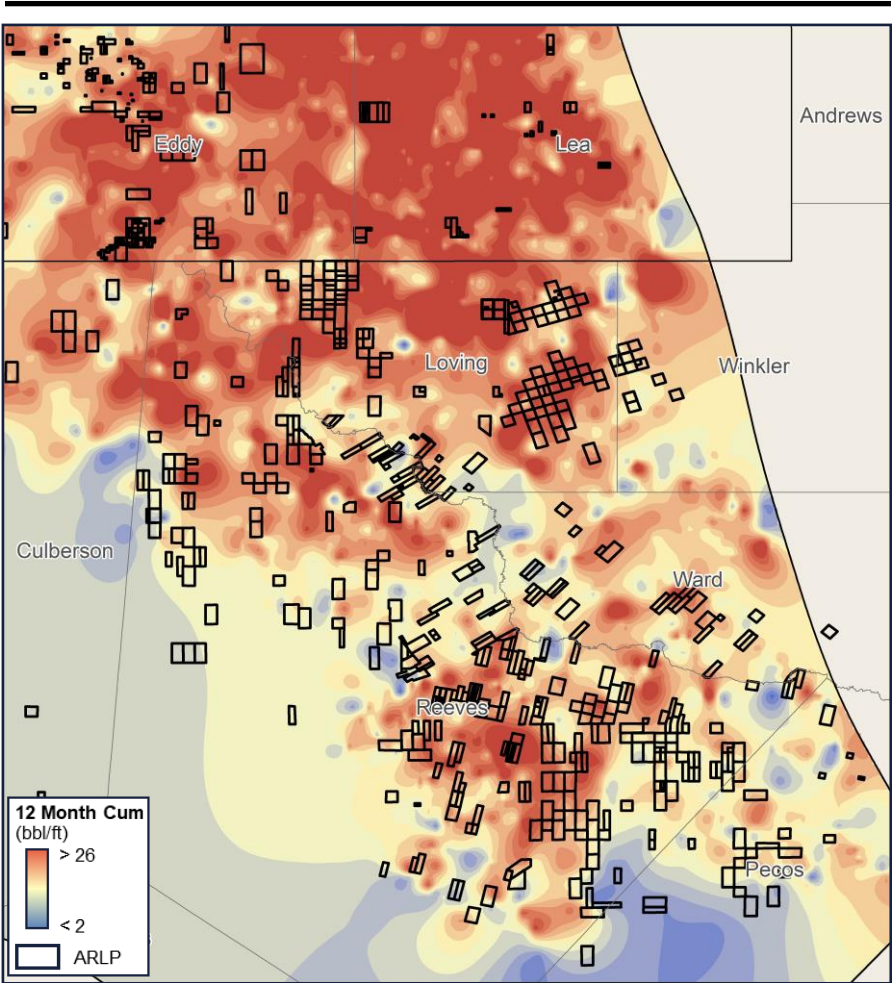 Andrews
Eddy
Lea
Loving
Winkler
Culberson
Ward
Reeves
Pecos
12 Month Cum
(bbl/ft)
> 26
< 2
ARLP